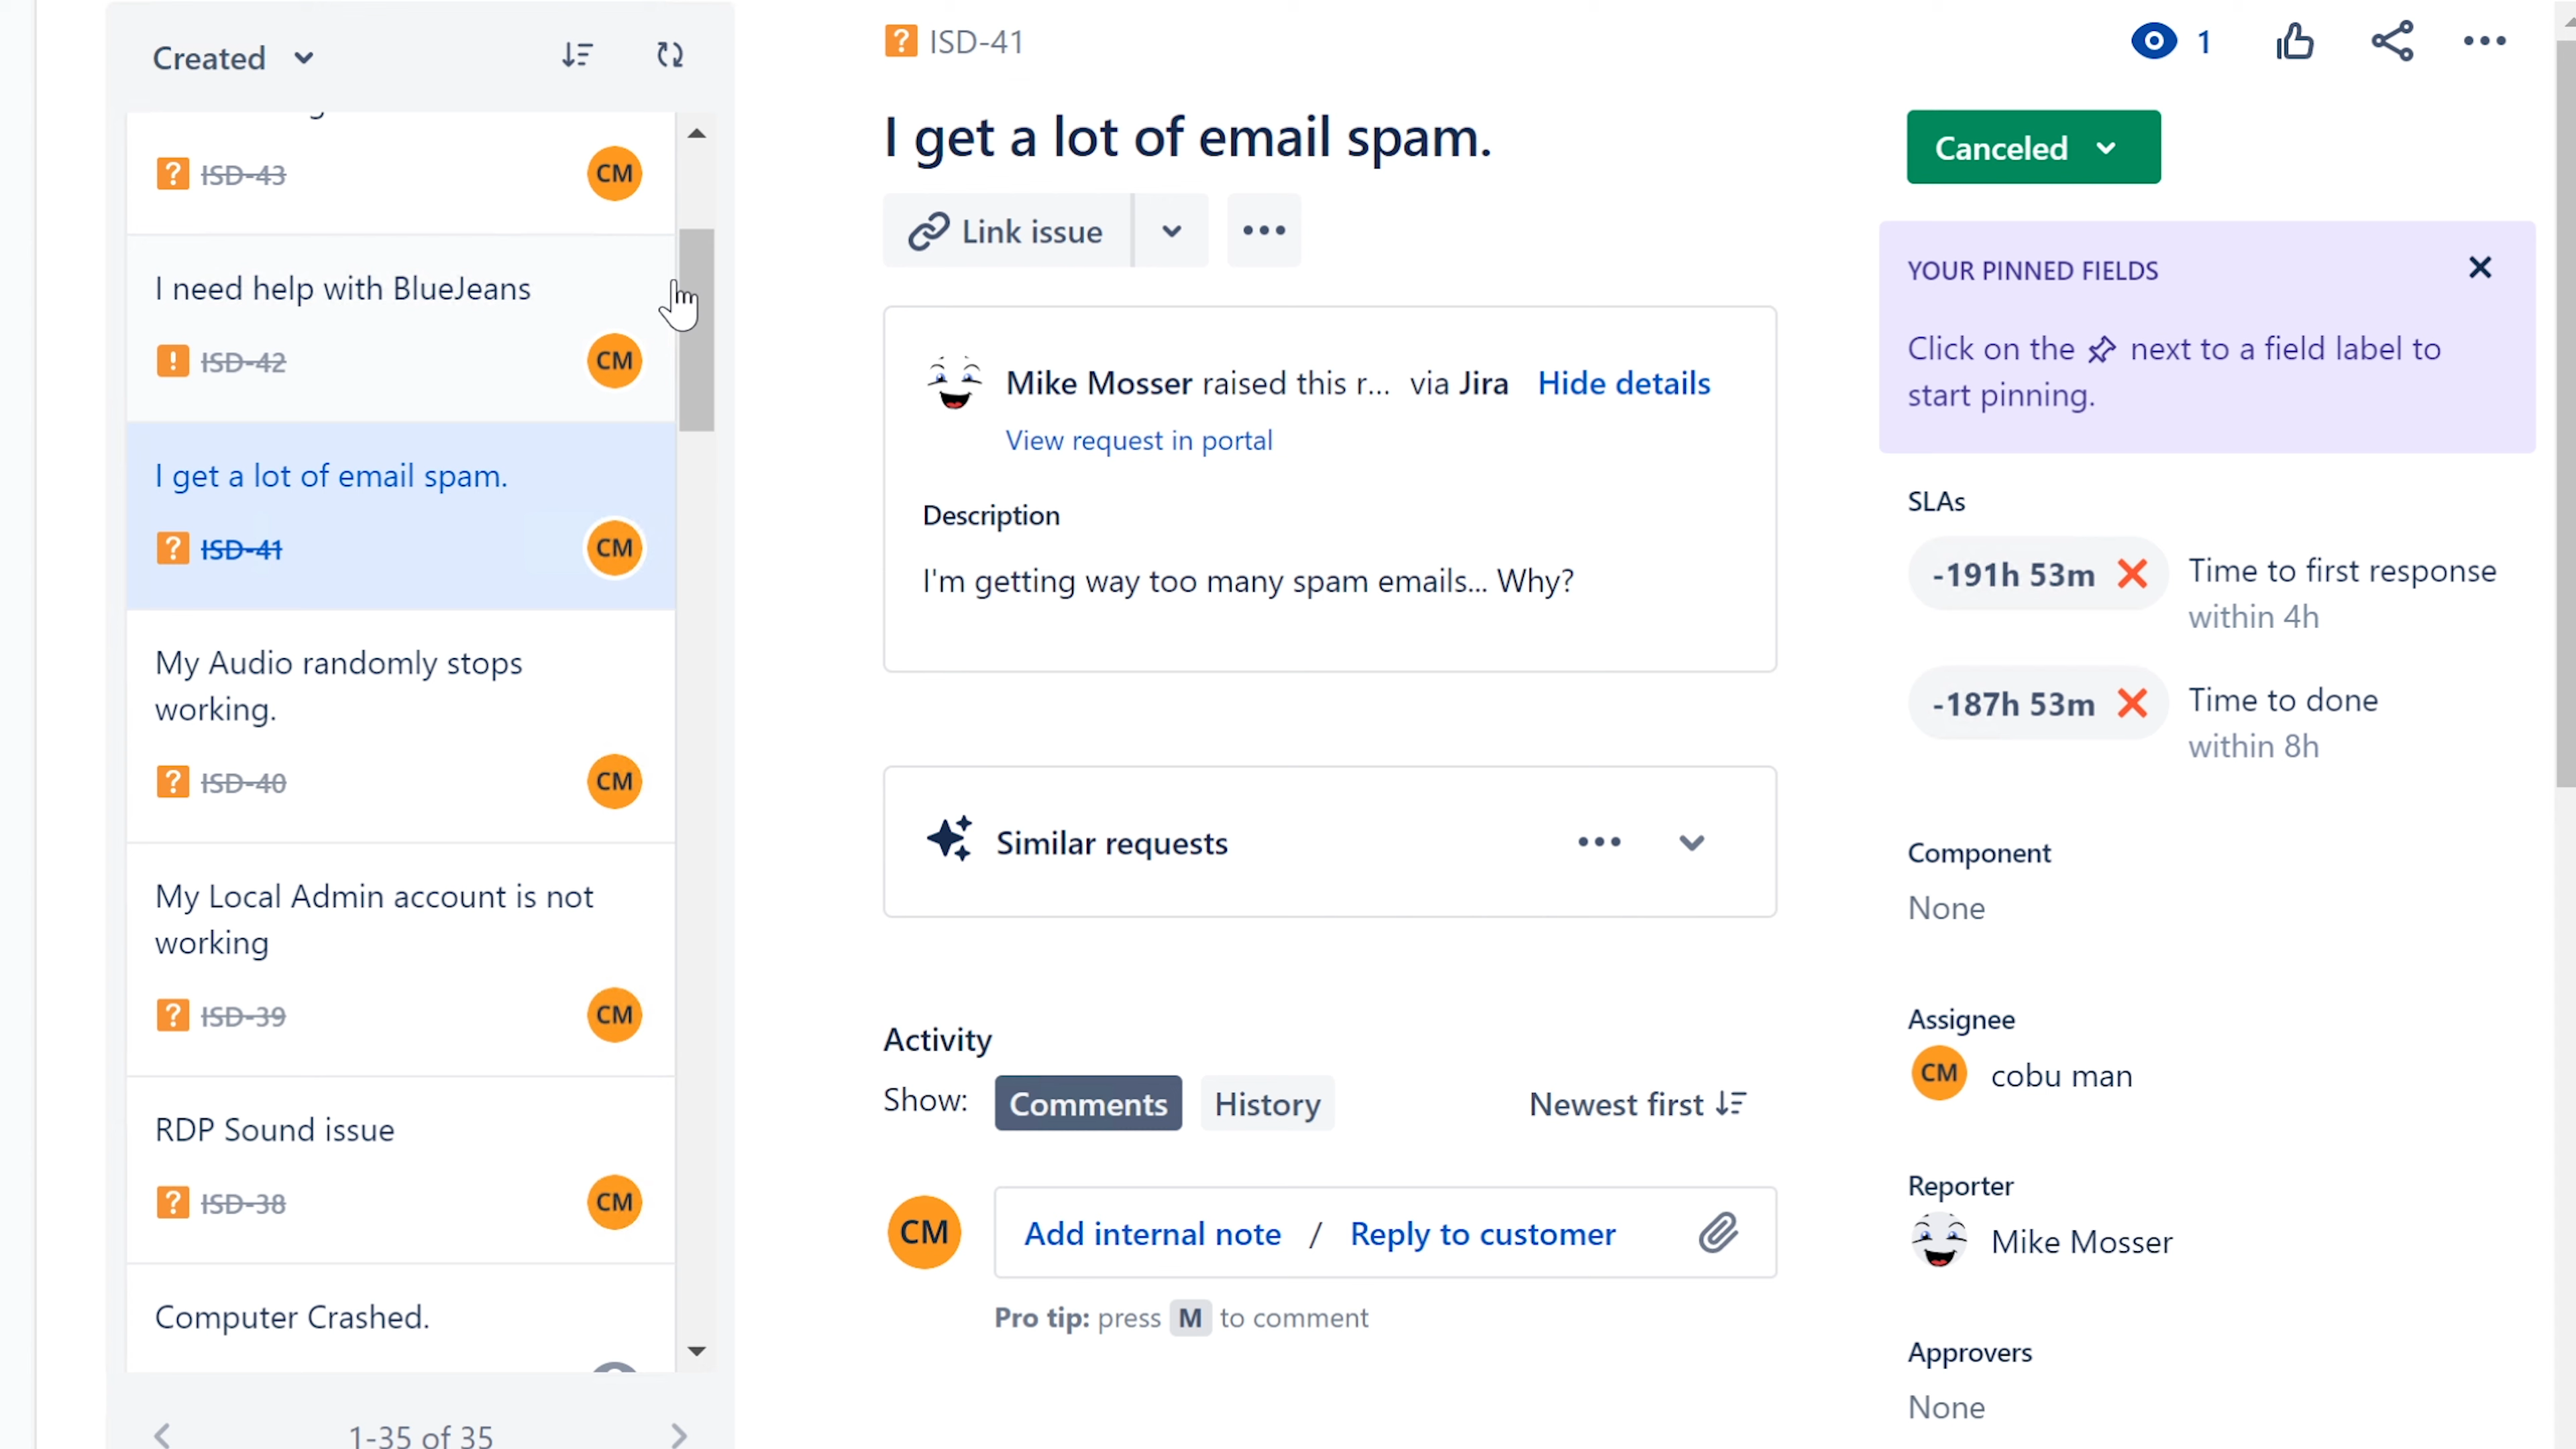 Created
ISD-43
CM
I need help with BlueJeans
ISD-42
CM
I get a lot of email spam.
ISD-41
CM
My Audio randomly stops
working.
ISD-40
CM
My Local Admin account is not
working
ISD-39
CM
RDP Sound issue
ISD-38
CM
Computer Crashed.
1-35 of 35
ISD-41
I get a lot of email spam.
Link issue
Mike Mosser raised this r... via Jira Hide details
View request in portal
Description
I'm getting way too many spam emails... Why?
Similar requests
Activity
Show: Comments History Newest first
CM Add internal note / Reply to customer
Pro tip: press M to comment
1
Canceled
YOUR PINNED FIELDS
Click on the next to a field label to
start pinning.
SLAs
-191h 53m Time to first response
within 4h
-187h 53m Time to done
within 8h
Component
None
Assignee
CM cobu man
Reporter
Mike Mosser
Approvers
None